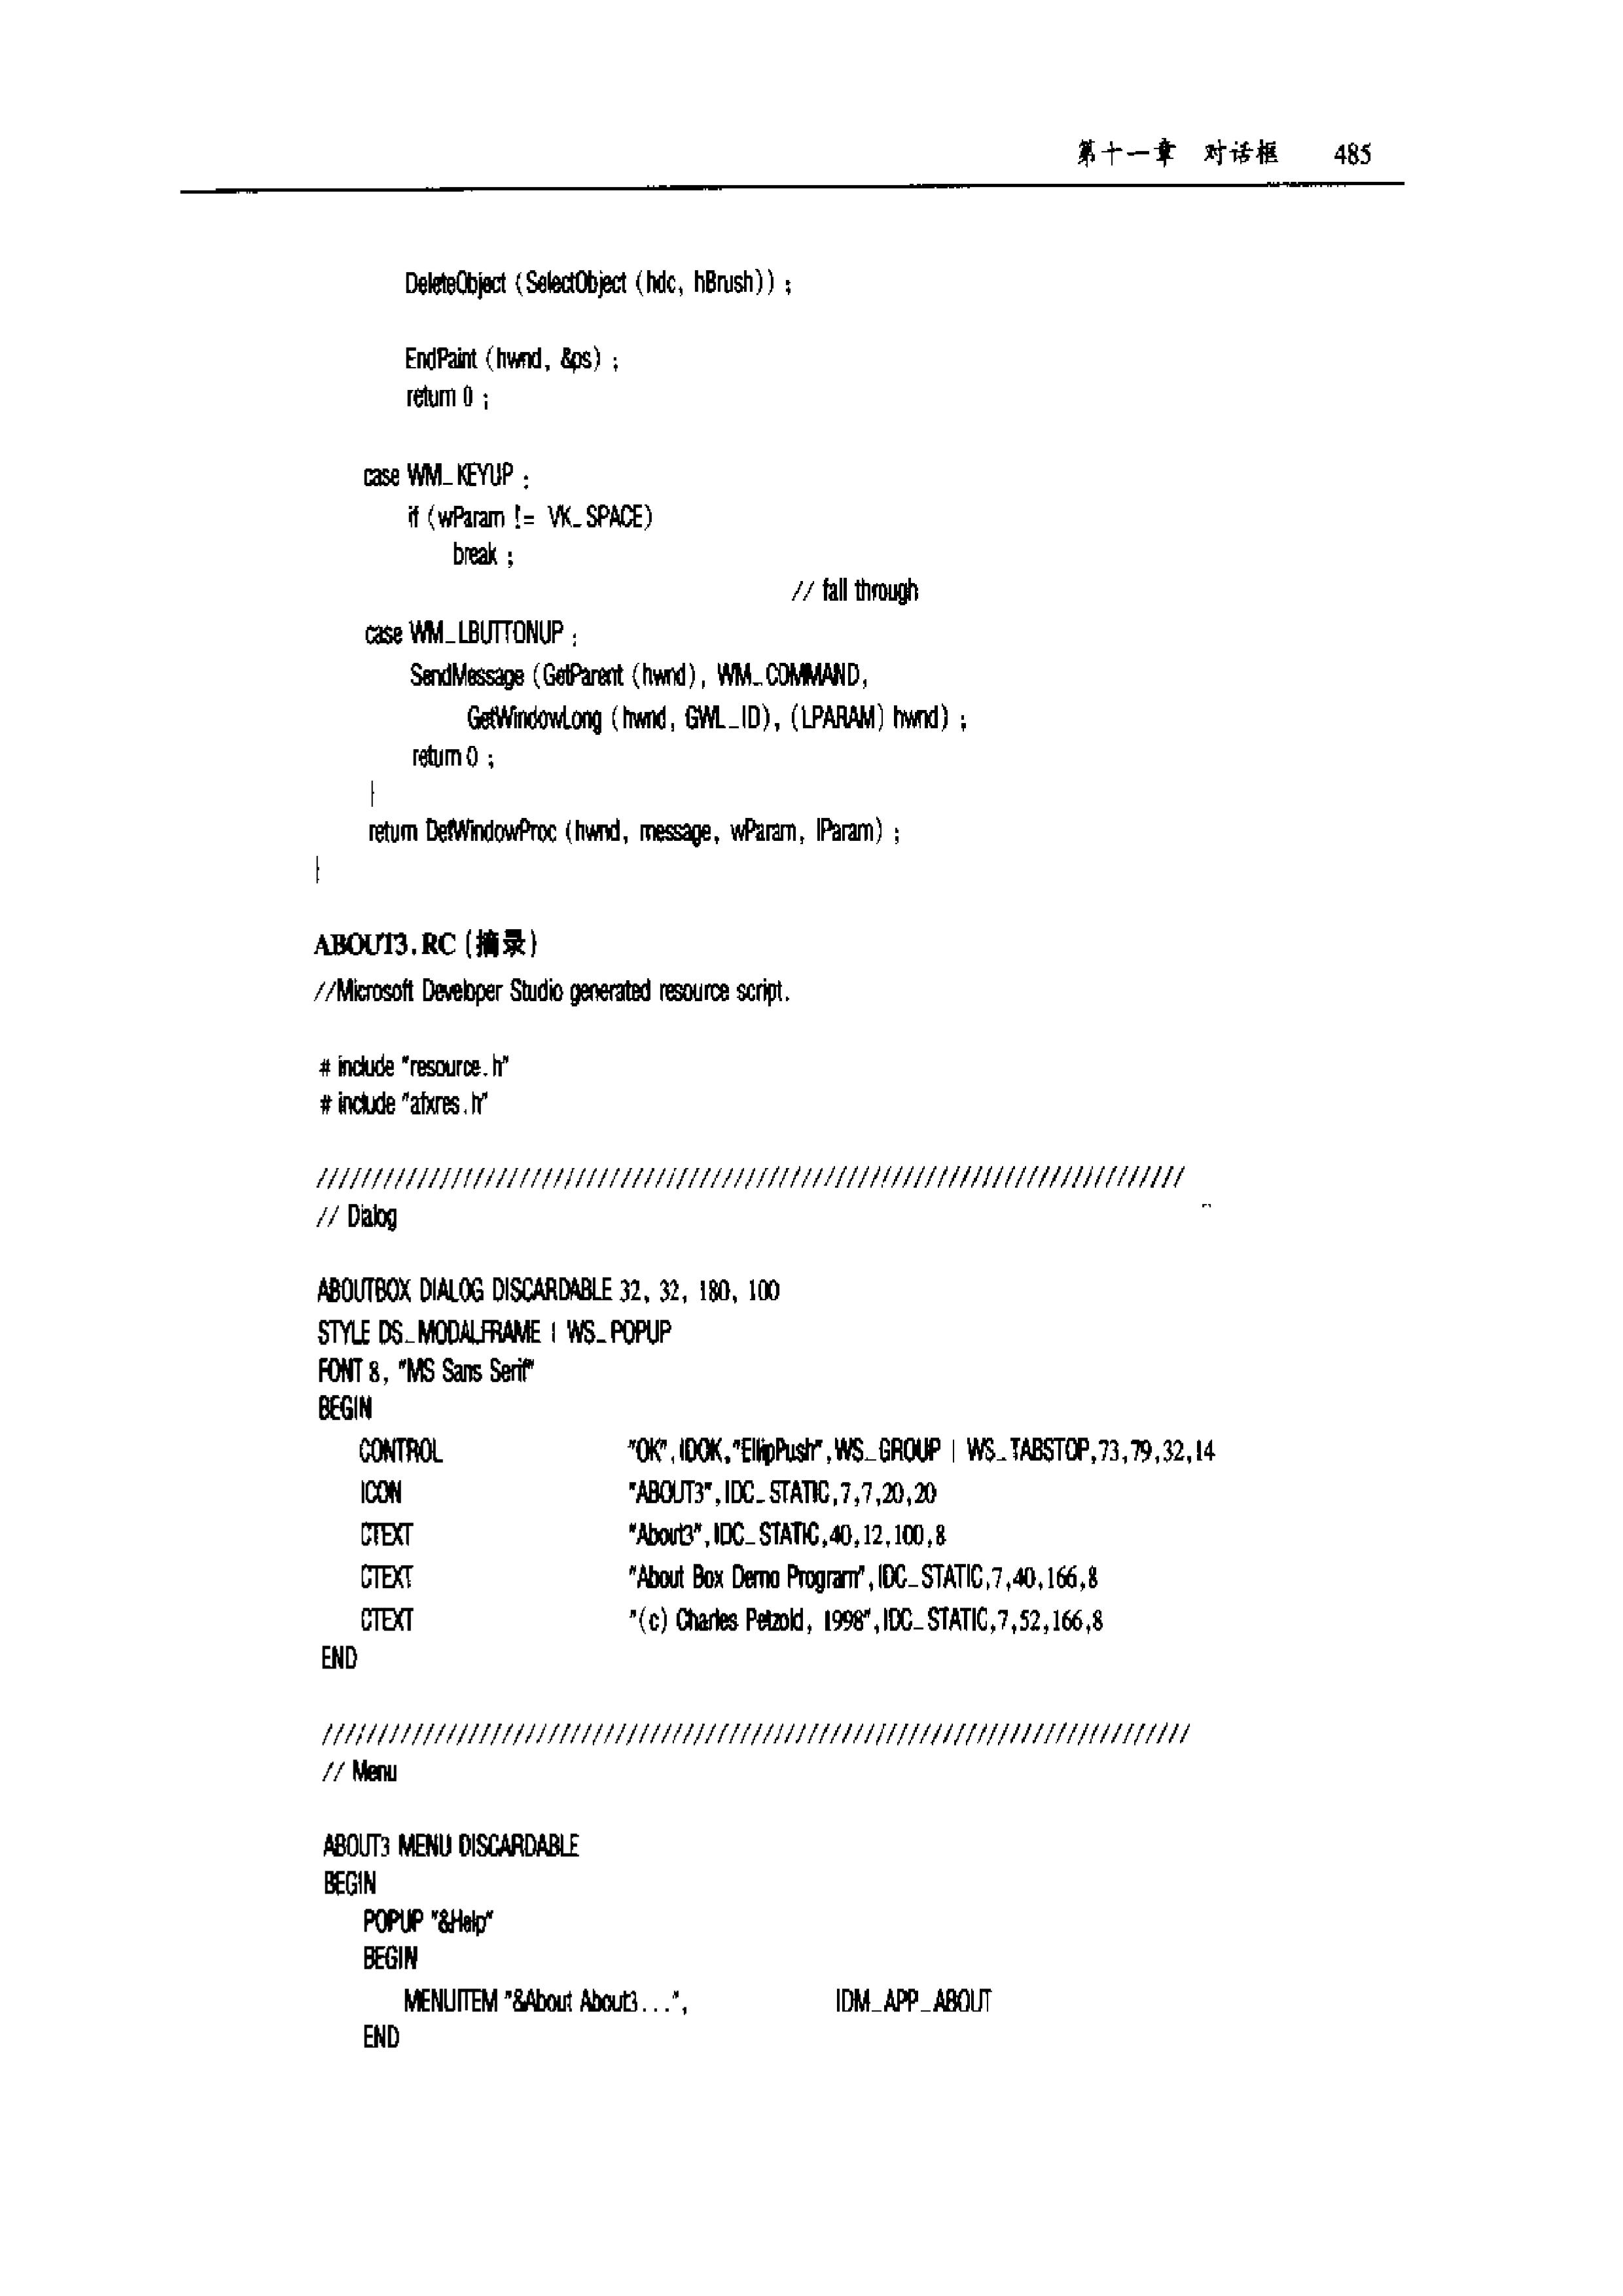 第十一章 对话框 485
DeleteObject (SelectObject (hdc, hBrush)) ;
EndPaint (hwnd, &ps) ;
return 0 ;
case WM_KEYUP :
if (wParam != VK_SPACE)
break ;
// fall through
case WM_LBUTTONUP :
SendMessage (GetParent (hwnd), WM_COMMAND,
GetWindowLong (hwnd, GWL_ID), (LPARAM) hwnd) ;
return 0 ;
}
return DefWindowProc (hwnd, message, wParam, lParam) ;
}
ABOUT3.RC (摘录)
//Microsoft Developer Studio generated resource script.
# include "resource.h"
# include "afxres.h"
/////////////////////////////////////////////////////////////////////////////
// Dialog
ABOUTBOX DIALOG DISCARDABLE 32, 32, 180, 100
STYLE DS_MODALFRAME | WS_POPUP
FONT 8, "MS Sans Serif"
BEGIN
CONTROL "OK",IDOK,"EllipPush",WS_GROUP | WS_TABSTOP,73,79,32,14
ICON "ABOUT3",IDC_STATIC,7,7,20,20
CTEXT "About3",IDC_STATIC,40,12,100,8
CTEXT "About Box Demo Program",IDC_STATIC,7,40,166,8
CTEXT "(c) Charles Petzold, 1998",IDC_STATIC,7,52,166,8
END
/////////////////////////////////////////////////////////////////////////////
// Menu
ABOUT3 MENU DISCARDABLE
BEGIN
POPUP "&Help"
BEGIN
MENUITEM "&About About3...", IDM_APP_ABOUT
END